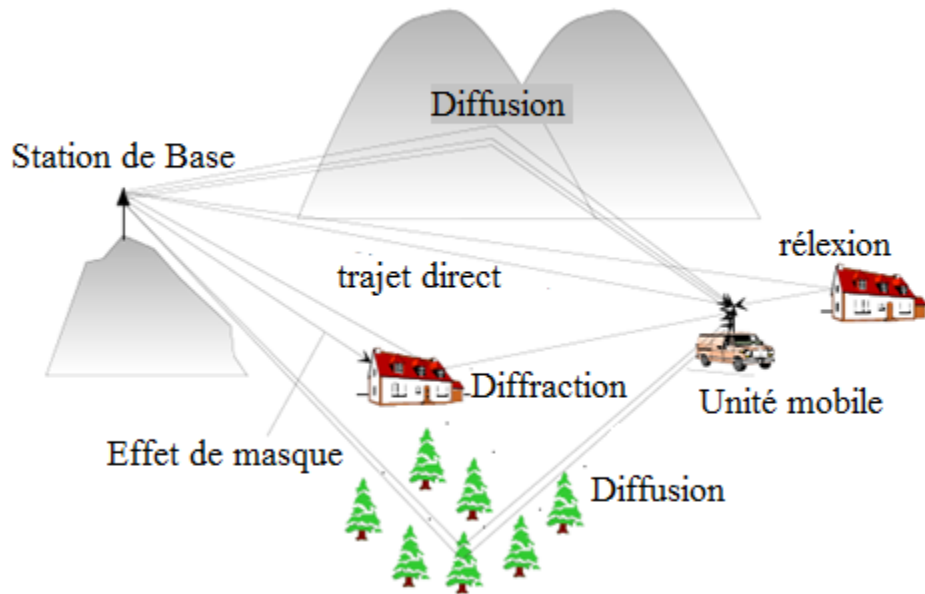 Diffusion
Station de Base
rélexion
trajet direct
Diffraction
Unité mobile
Effet de masque
Diffusion